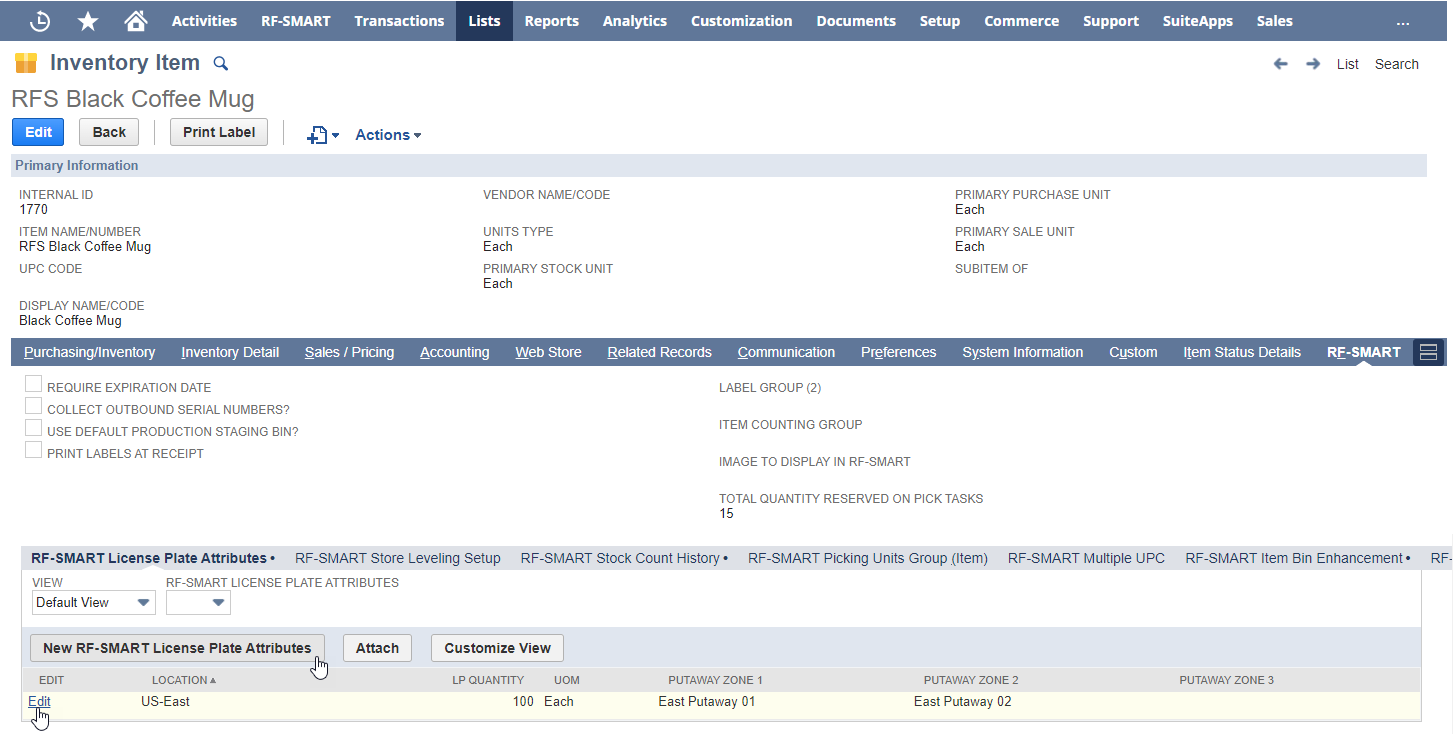 Activities RF-SMART Transactions Lists Reports Analytics Customization Documents Setup Commerce Support SuiteApps Sales ...
Inventory Item
List Search
RFS Black Coffee Mug
Edit Back Print Label Actions
Primary Information
INTERNAL ID
1770
ITEM NAME/NUMBER
RFS Black Coffee Mug
UPC CODE
DISPLAY NAME/CODE
Black Coffee Mug
VENDOR NAME/CODE
UNITS TYPE
Each
PRIMARY STOCK UNIT
Each
PRIMARY PURCHASE UNIT
Each
PRIMARY SALE UNIT
Each
SUBITEM OF
Purchasing/Inventory Inventory Detail Sales / Pricing Accounting Web Store Related Records Communication Preferences System Information Custom Item Status Details RF-SMART
REQUIRE EXPIRATION DATE
COLLECT OUTBOUND SERIAL NUMBERS?
USE DEFAULT PRODUCTION STAGING BIN?
PRINT LABELS AT RECEIPT
LABEL GROUP (2)
ITEM COUNTING GROUP
IMAGE TO DISPLAY IN RF-SMART
TOTAL QUANTITY RESERVED ON PICK TASKS
15
RF-SMART License Plate Attributes • RF-SMART Store Leveling Setup RF-SMART Stock Count History • RF-SMART Picking Units Group (Item) RF-SMART Multiple UPC RF-SMART Item Bin Enhancement • RF-
VIEW RF-SMART LICENSE PLATE ATTRIBUTES
Default View
New RF-SMART License Plate Attributes Attach Customize View
EDIT LOCATION LP QUANTITY UOM PUTAWAY ZONE 1 PUTAWAY ZONE 2 PUTAWAY ZONE 3
Edit US-East 100 Each East Putaway 01 East Putaway 02